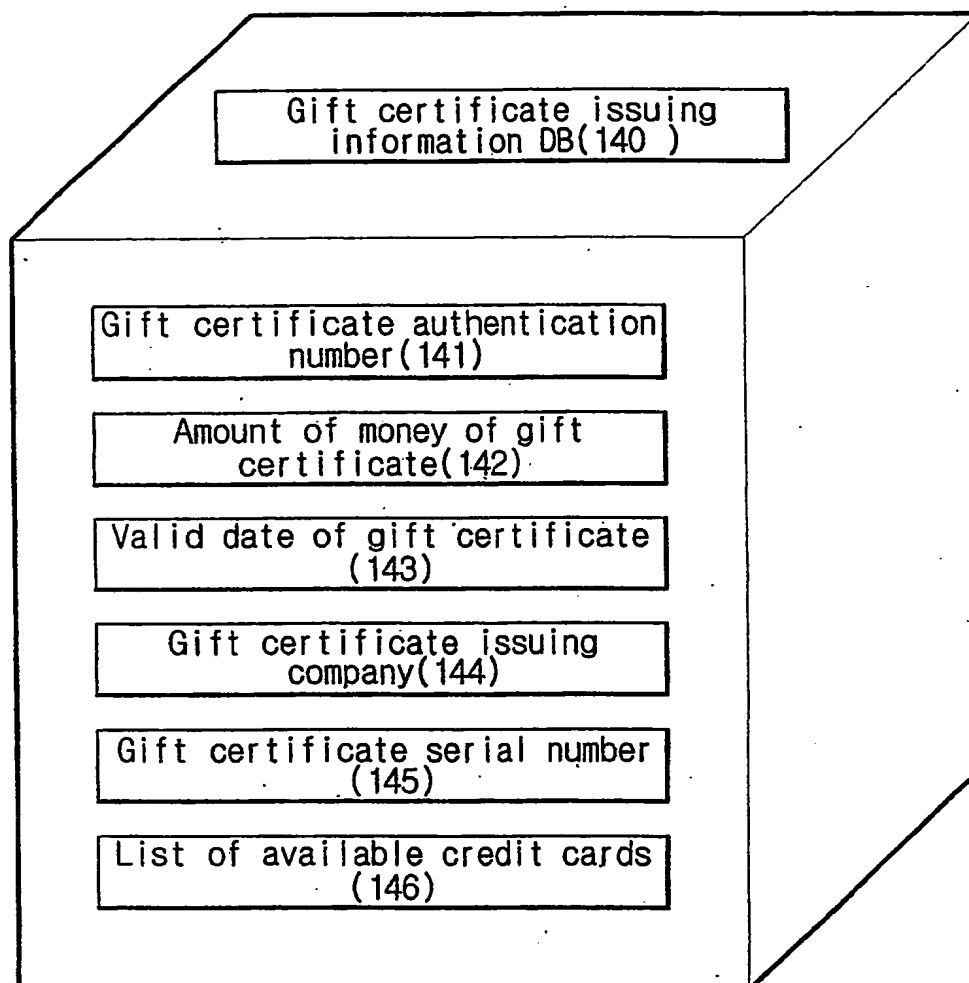 Gift certificate issuing
information DB(140 )
Gift certificate authentication
number(141)
Amount of money of gift
certificate(142)
Valid date of gift certificate
(143)
Gift certificate issuing
company(144)
Gift certificate serial number
(145)
List of available credit cards
(146)